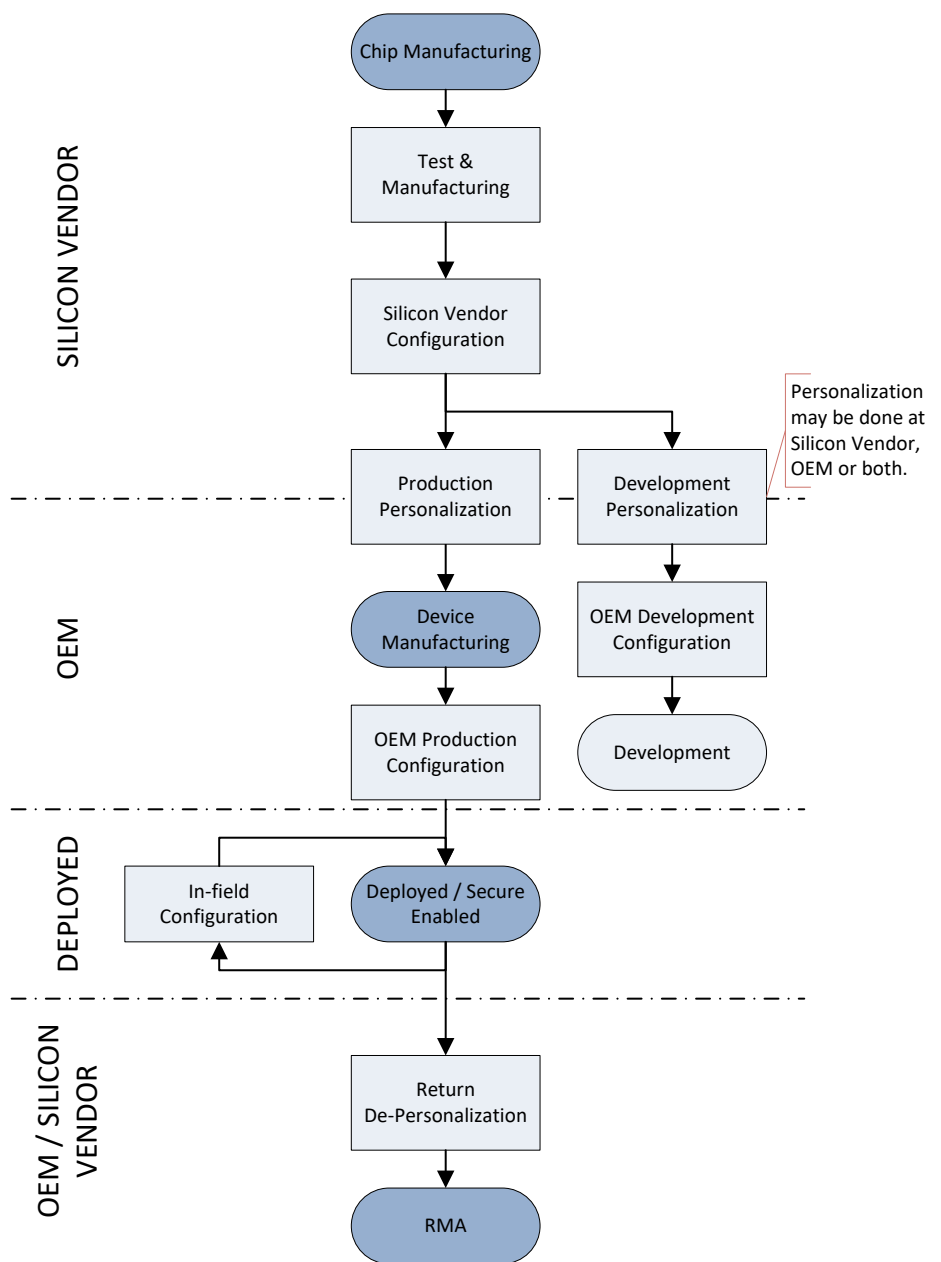 Chip Manufacturing
SILICON VENDOR
Test &
Manufacturing
Silicon Vendor
Configuration
Personalization
may be done at
Silicon Vendor,
OEM or both.
Production
Personalization
Development
Personalization
OEM
Device
Manufacturing
OEM Development
Configuration
OEM Production
Configuration
Development
DEPLOYED
In-field
Configuration
Deployed / Secure
Enabled
OEM / SILICON
VENDOR
Return
De-Personalization
RMA